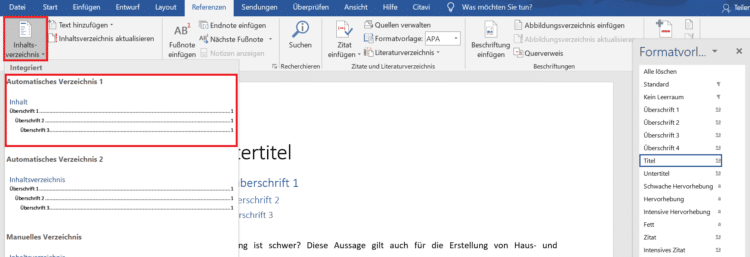 Datei Start Einfügen Entwurf Layout Referenzen Sendungen Überprüfen Ansicht Hilfe Citavi Was möchten Sie tun? Teilen
Inhalts-
verzeichnis
Text hinzufügen
Inhaltsverzeichnis aktualisieren
AB¹
Fußnote
einfügen
Endnote einfügen
Nächste Fußnote
Notizen anzeigen
Suchen
Recherchieren
Zitat
einfügen
Quellen verwalten
Formatvorlage: APA
Literaturverzeichnis
Zitate und Literaturverzeichnis
Beschriftung
einfügen
Abbildungsverzeichnis einfügen
Abbildungsverzeichnis aktualisieren
Querverweis
Beschriftungen
Integriert
Automatisches Verzeichnis 1
Inhalt
Überschrift 1 1
Überschrift 2 1
Überschrift 3 1
Automatisches Verzeichnis 2
Inhaltsverzeichnis
Überschrift 1 1
Überschrift 2 1
Überschrift 3 1
Manuelles Verzeichnis
tertitel
berschrift 1
erschrift 2
schrift 3
ng ist schwer? Diese Aussage gilt auch für die Erstellung von Haus- und
Formatvorl...
Alle löschen
Standard
Kein Leerraum
Überschrift 1
Überschrift 2
Überschrift 3
Überschrift 4
Titel
Untertitel
Schwache Hervorhebung
Hervorhebung
Intensive Hervorhebung
Fett
Zitat
Intensives Zitat